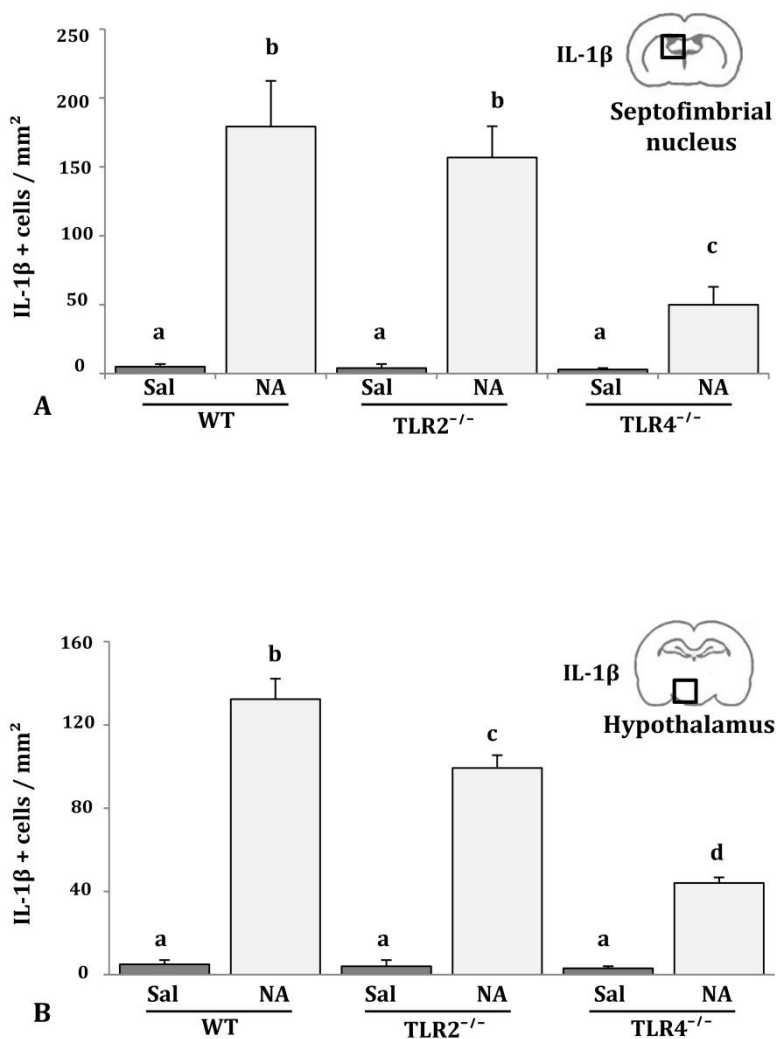 250
200
150
100
50
0
IL-1β + cells / mm²
b
b
c
a
a
a
IL-1β
Septofimbrial
nucleus
Sal NA Sal NA Sal NA
WT TLR2⁻/⁻ TLR4⁻/⁻
A
160
120
80
40
0
IL-1β + cells / mm²
b
c
d
a
a
a
IL-1β
Hypothalamus
Sal NA Sal NA Sal NA
WT TLR2⁻/⁻ TLR4⁻/⁻
B